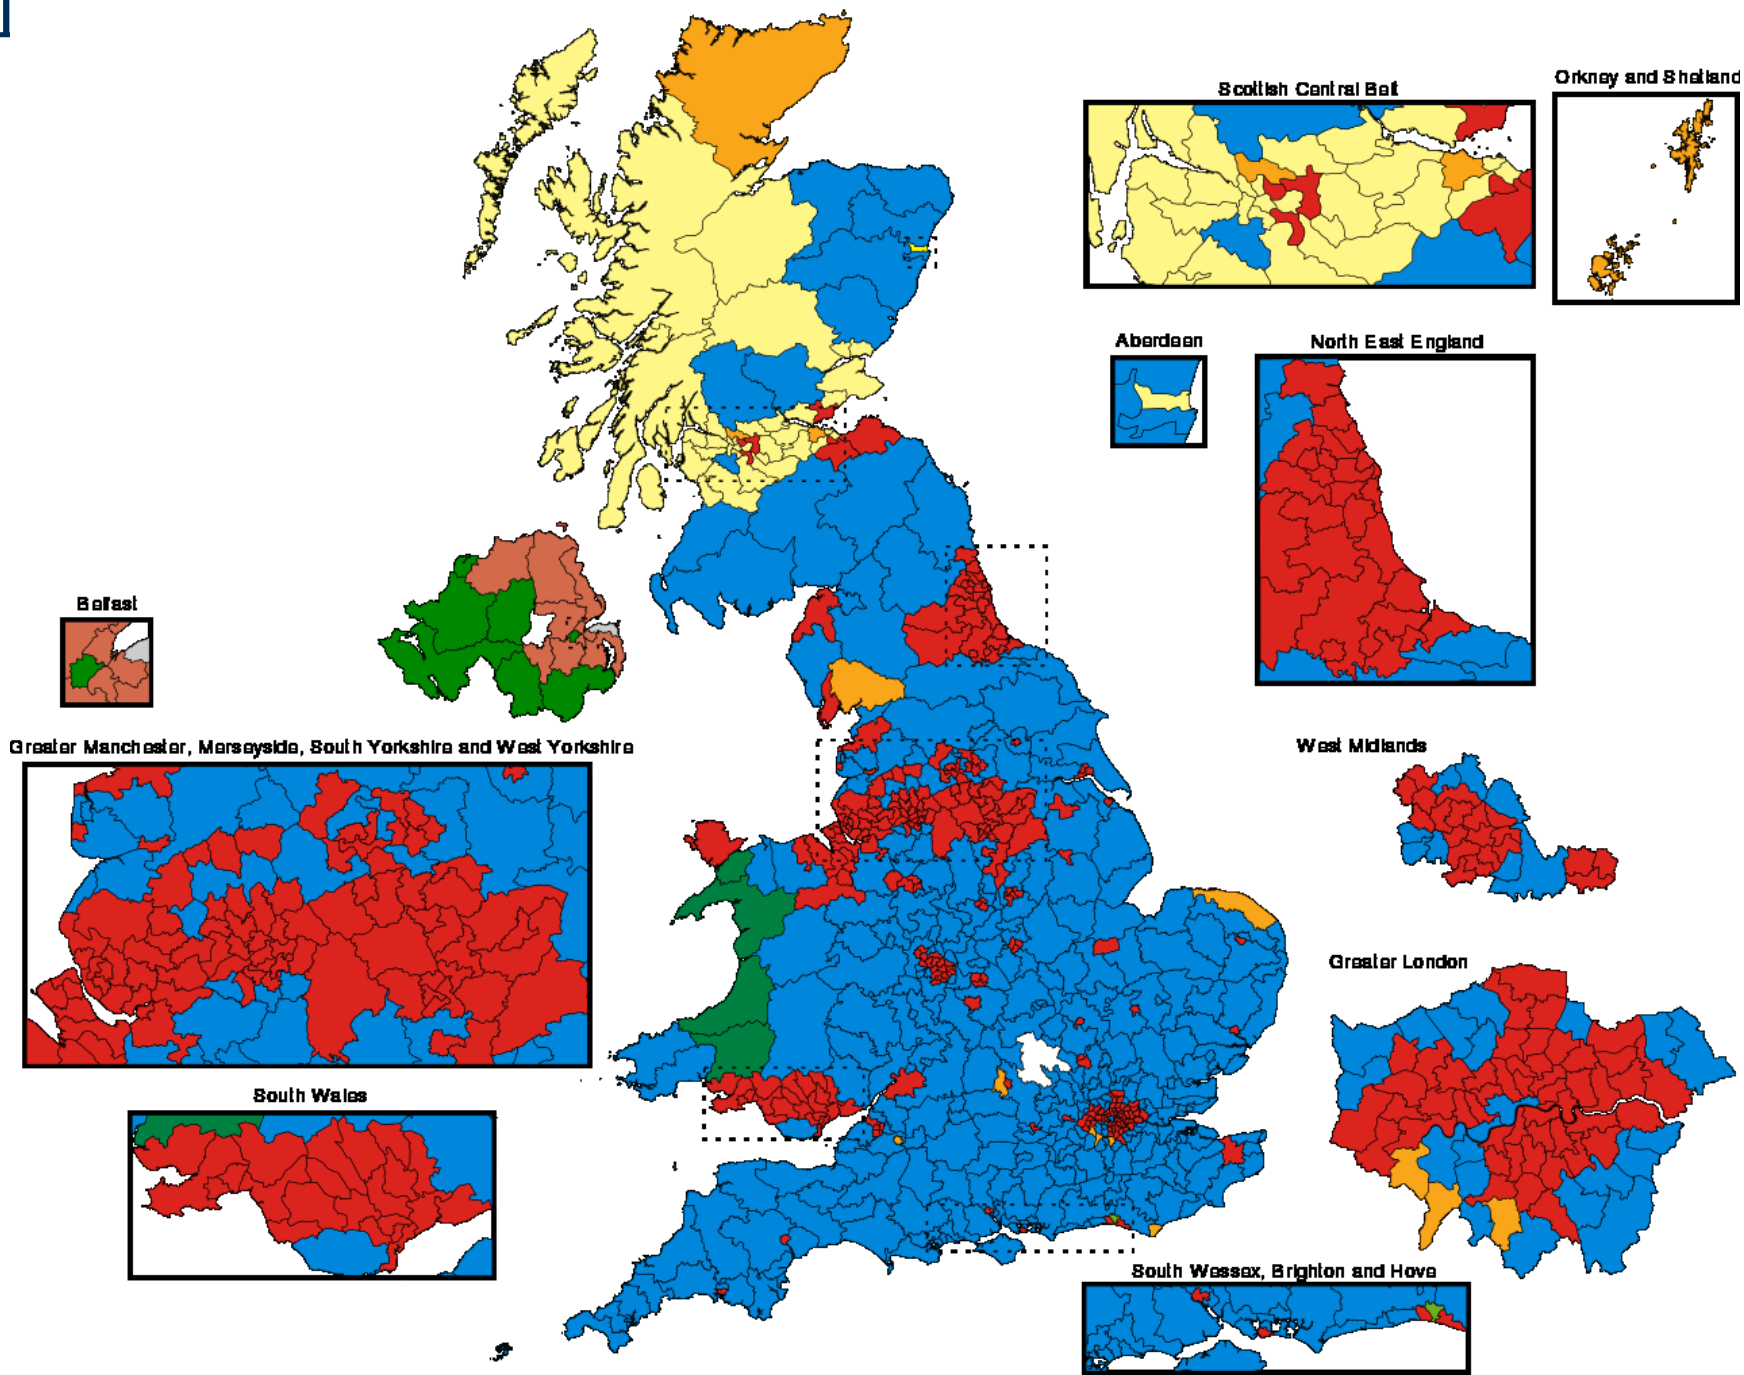 Orkney and Shetland
Scottish Central Belt
Aberdeen
North East England
Belfast
Greater Manchester, Merseyside, South Yorkshire and West Yorkshire
West Midlands
Greater London
South Wales
South Wessex, Brighton and Hove